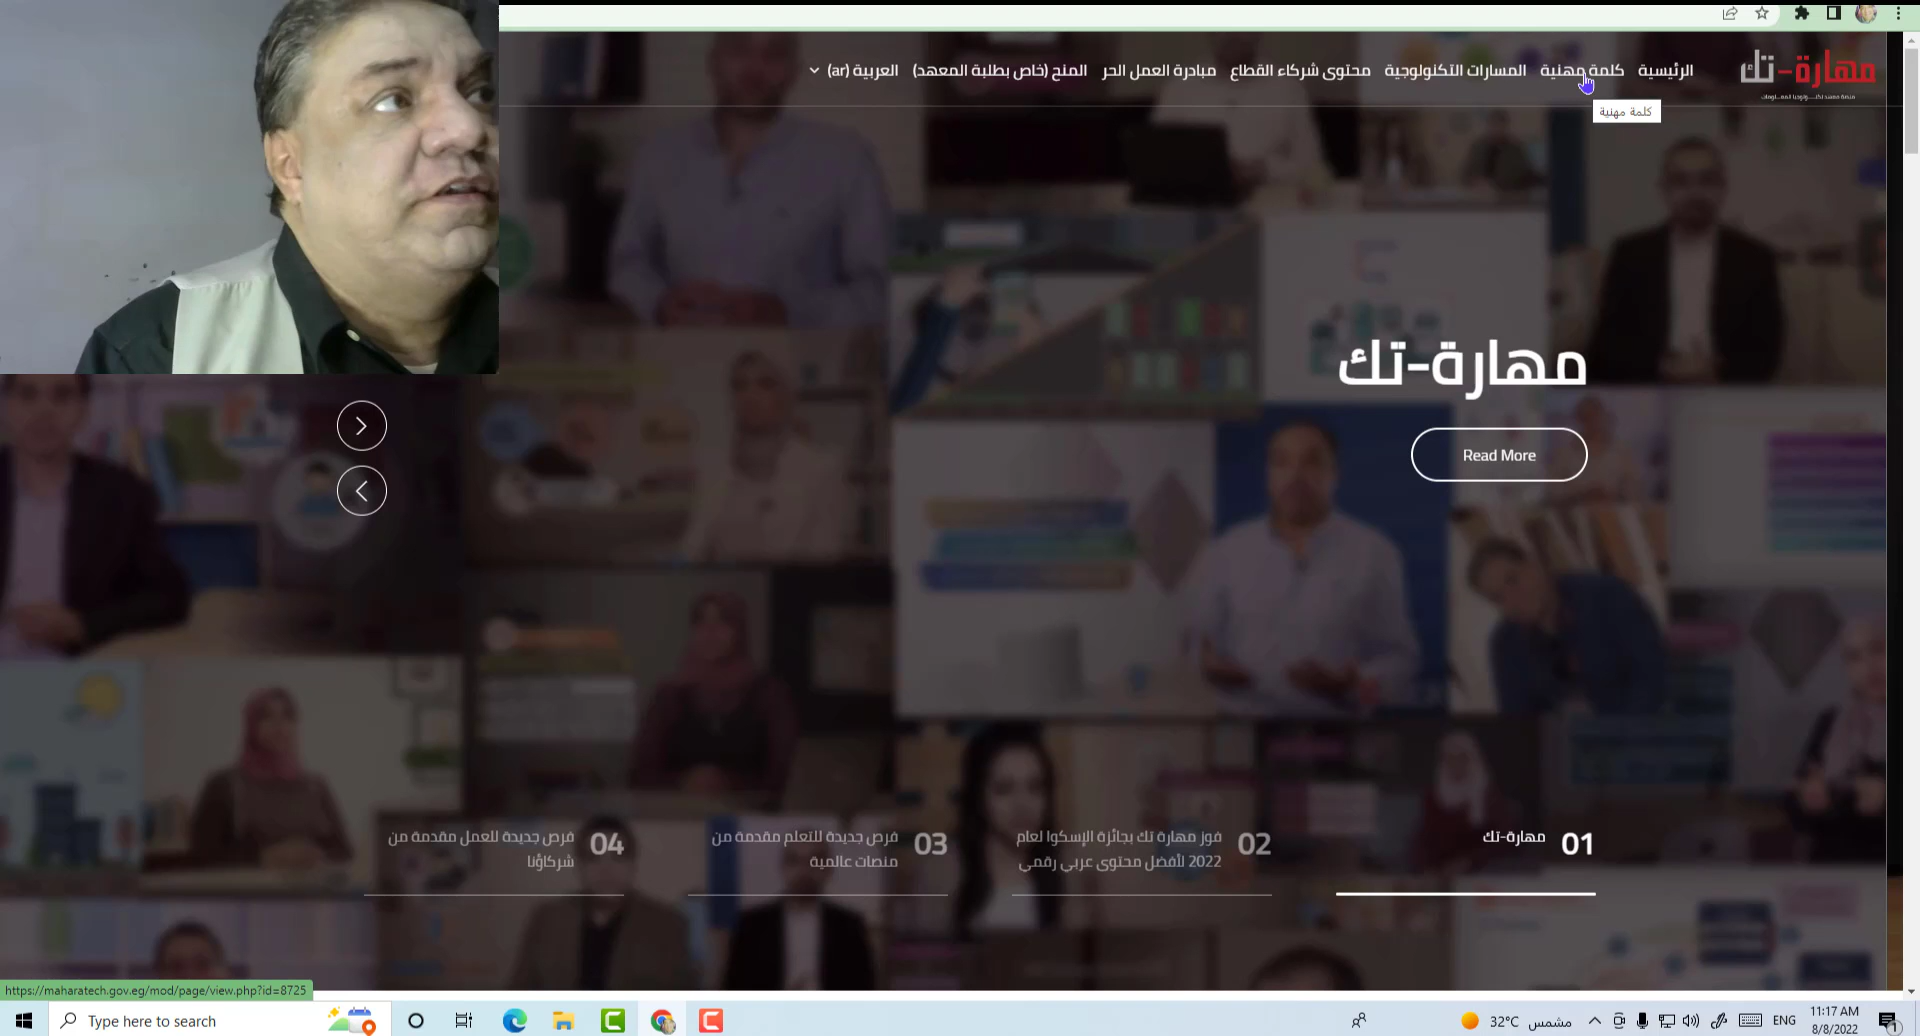 مهارة-تك
الرئيسية
كلمة مهنية
المسارات التكنولوجية
محتوى شركاء القطاع
مبادرة العمل الحر
المنح (خاص بطلبة المعهد)
العربية (ar)
كلمة مهنية
مهارة-تك
Read More
01
مهارة-تك
02
فوز مهارة تك بجائزة الإسكوا لعام
2022 لأفضل محتوى عربي رقمي
03
فرص جديدة للتعلم مقدمة من
منصات عالمية
04
فرص جديدة للعمل مقدمة من
شركاؤنا
https://maharatech.gov.eg/mod/page/view.php?id=8725
Type here to search
32°C مشمس
ENG
11:17 AM
8/8/2022
1